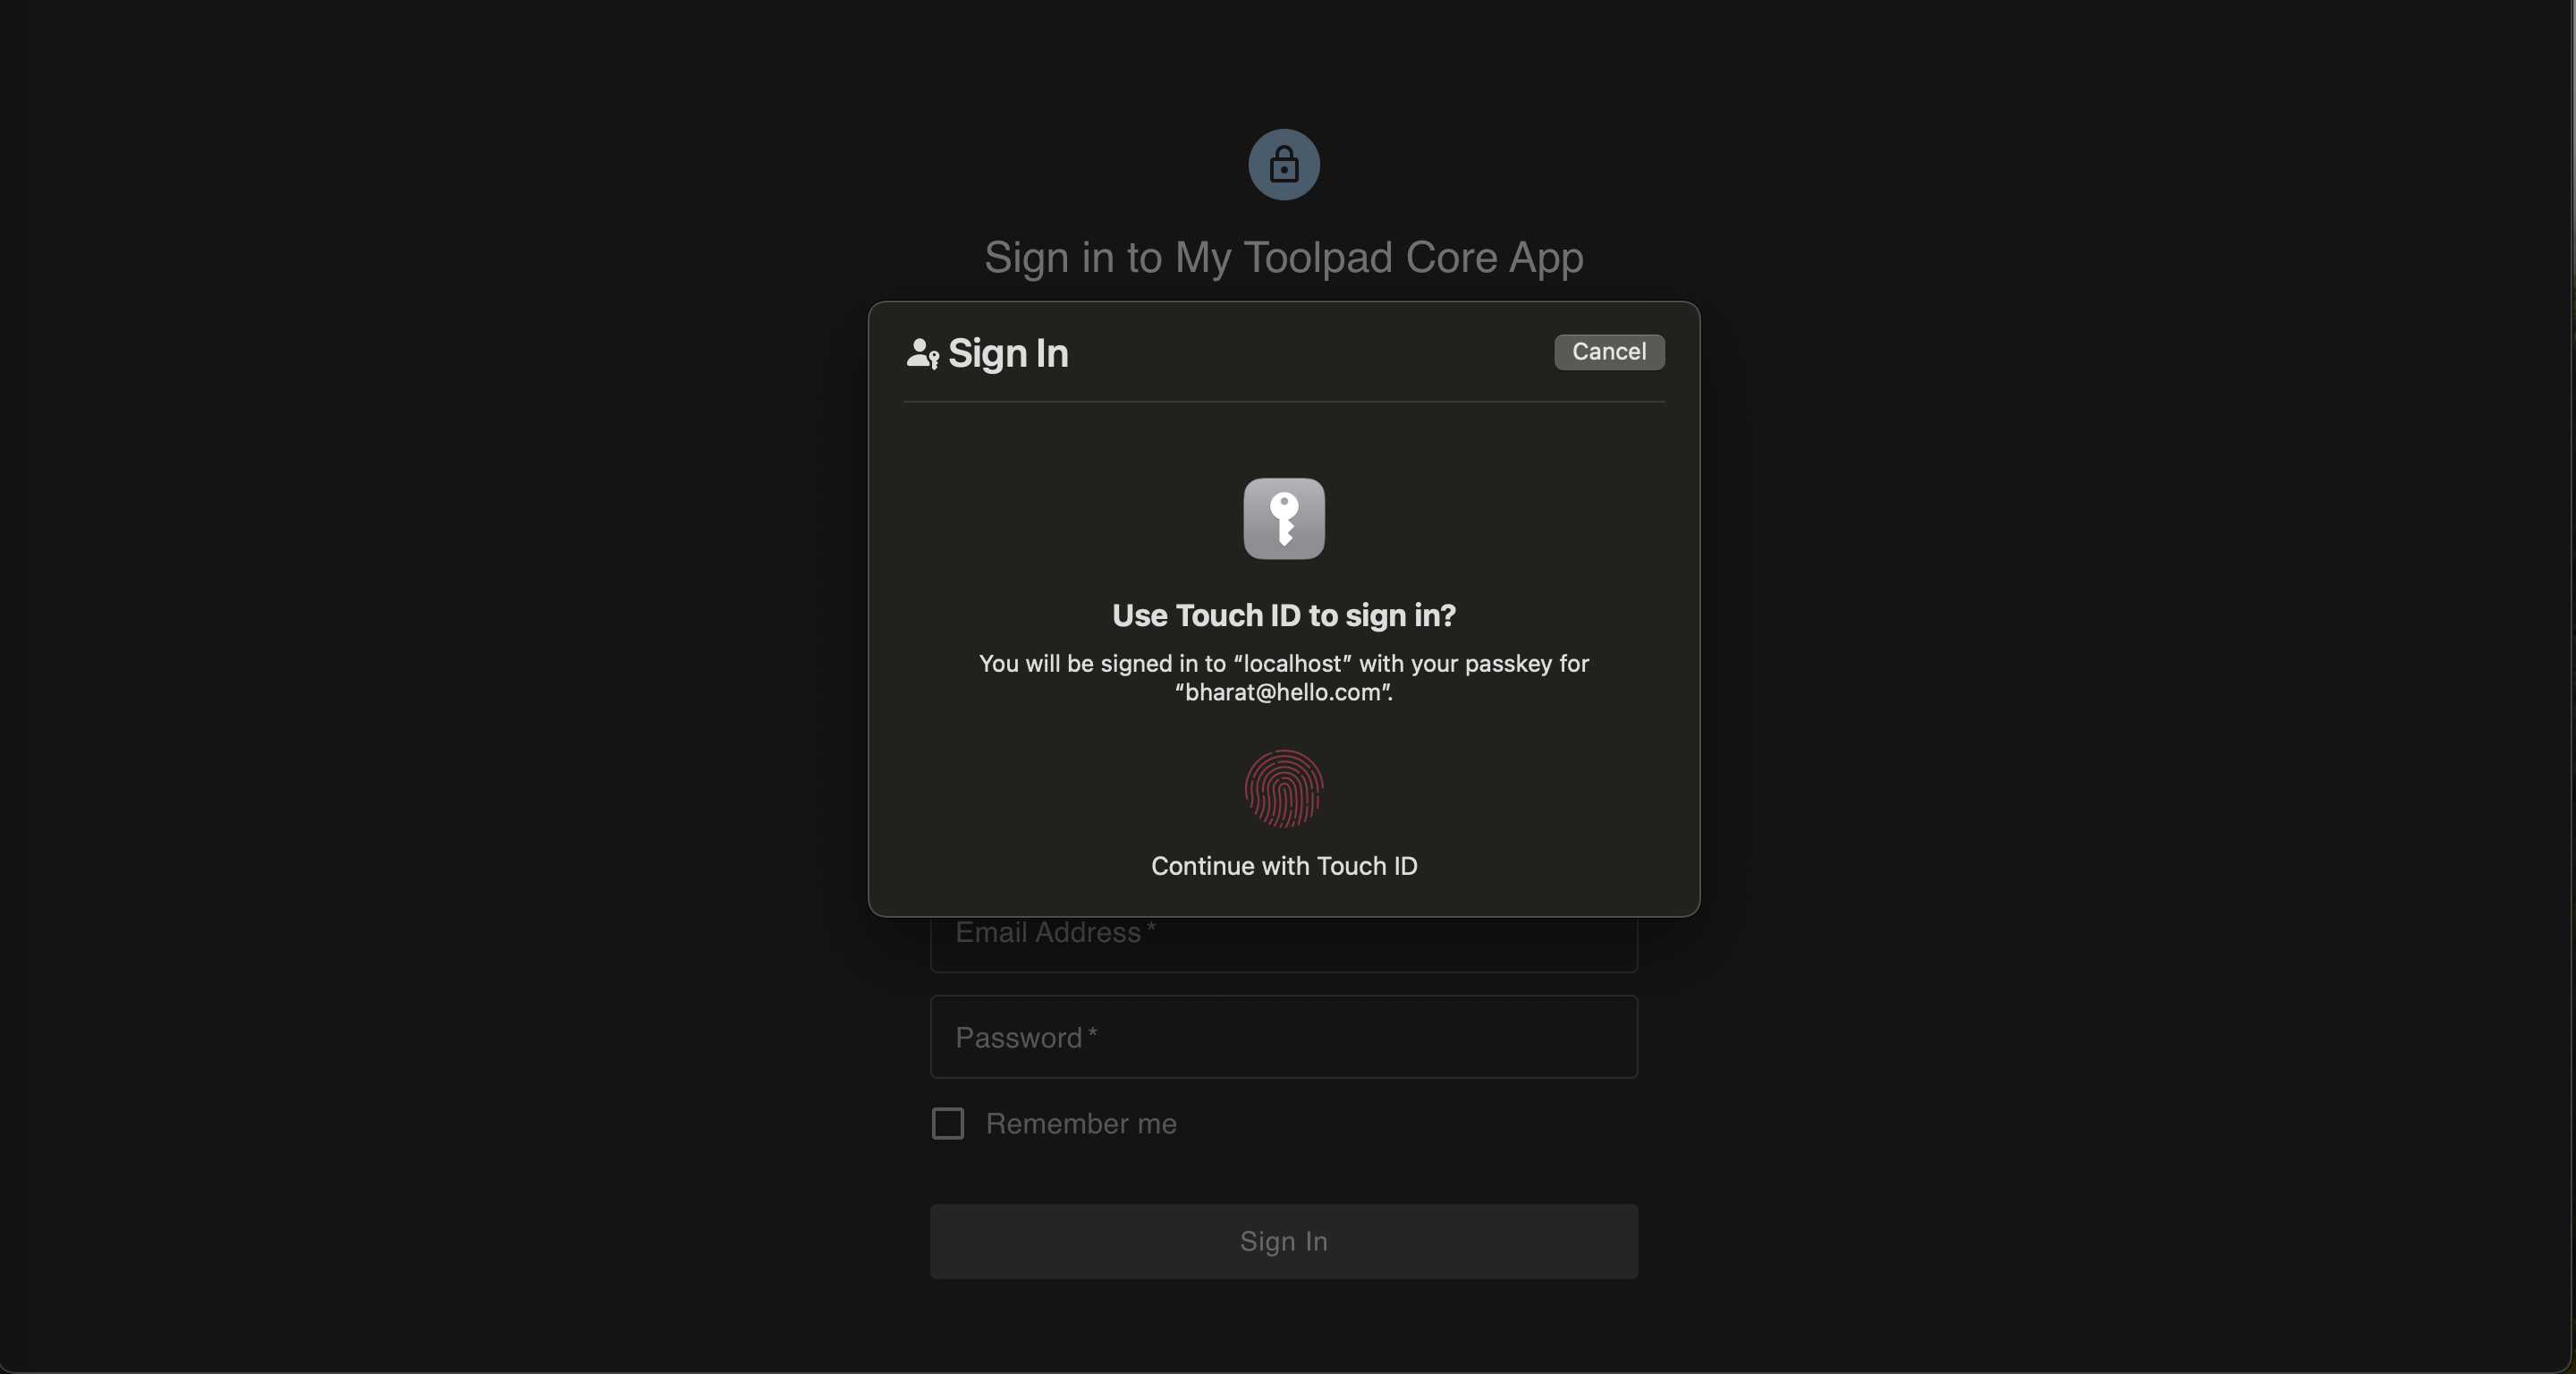 Sign in to My Toolpad Core App
Sign In
Cancel
Use Touch ID to sign in?
You will be signed in to “localhost” with your passkey for
“bharat@hello.com”.
Continue with Touch ID
Email Address *
Password *
Remember me
Sign In